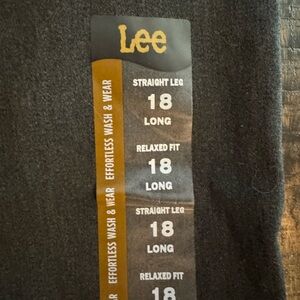 Lee
STRAIGHT LEG
18
LONG
RELAXED FIT
18
LONG
STRAIGHT LEG
18
LONG
RELAXED FIT
18
EFFORTLESS WASH & WEAR
EFFORTLESS WASH & WEAR
AR